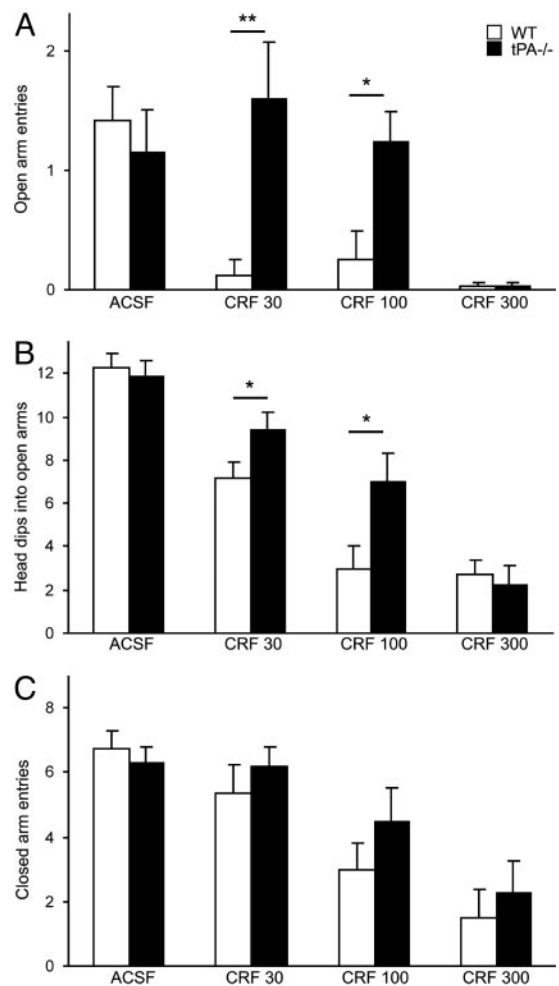 A
WT
tPA-/-
Open arm entries
2
1
0
**
*
ACSF CRF 30 CRF 100 CRF 300
B
Head dips into open arms
12
10
8
6
4
2
0
*
*
ACSF CRF 30 CRF 100 CRF 300
C
Closed arm entries
8
6
4
2
0
ACSF CRF 30 CRF 100 CRF 300